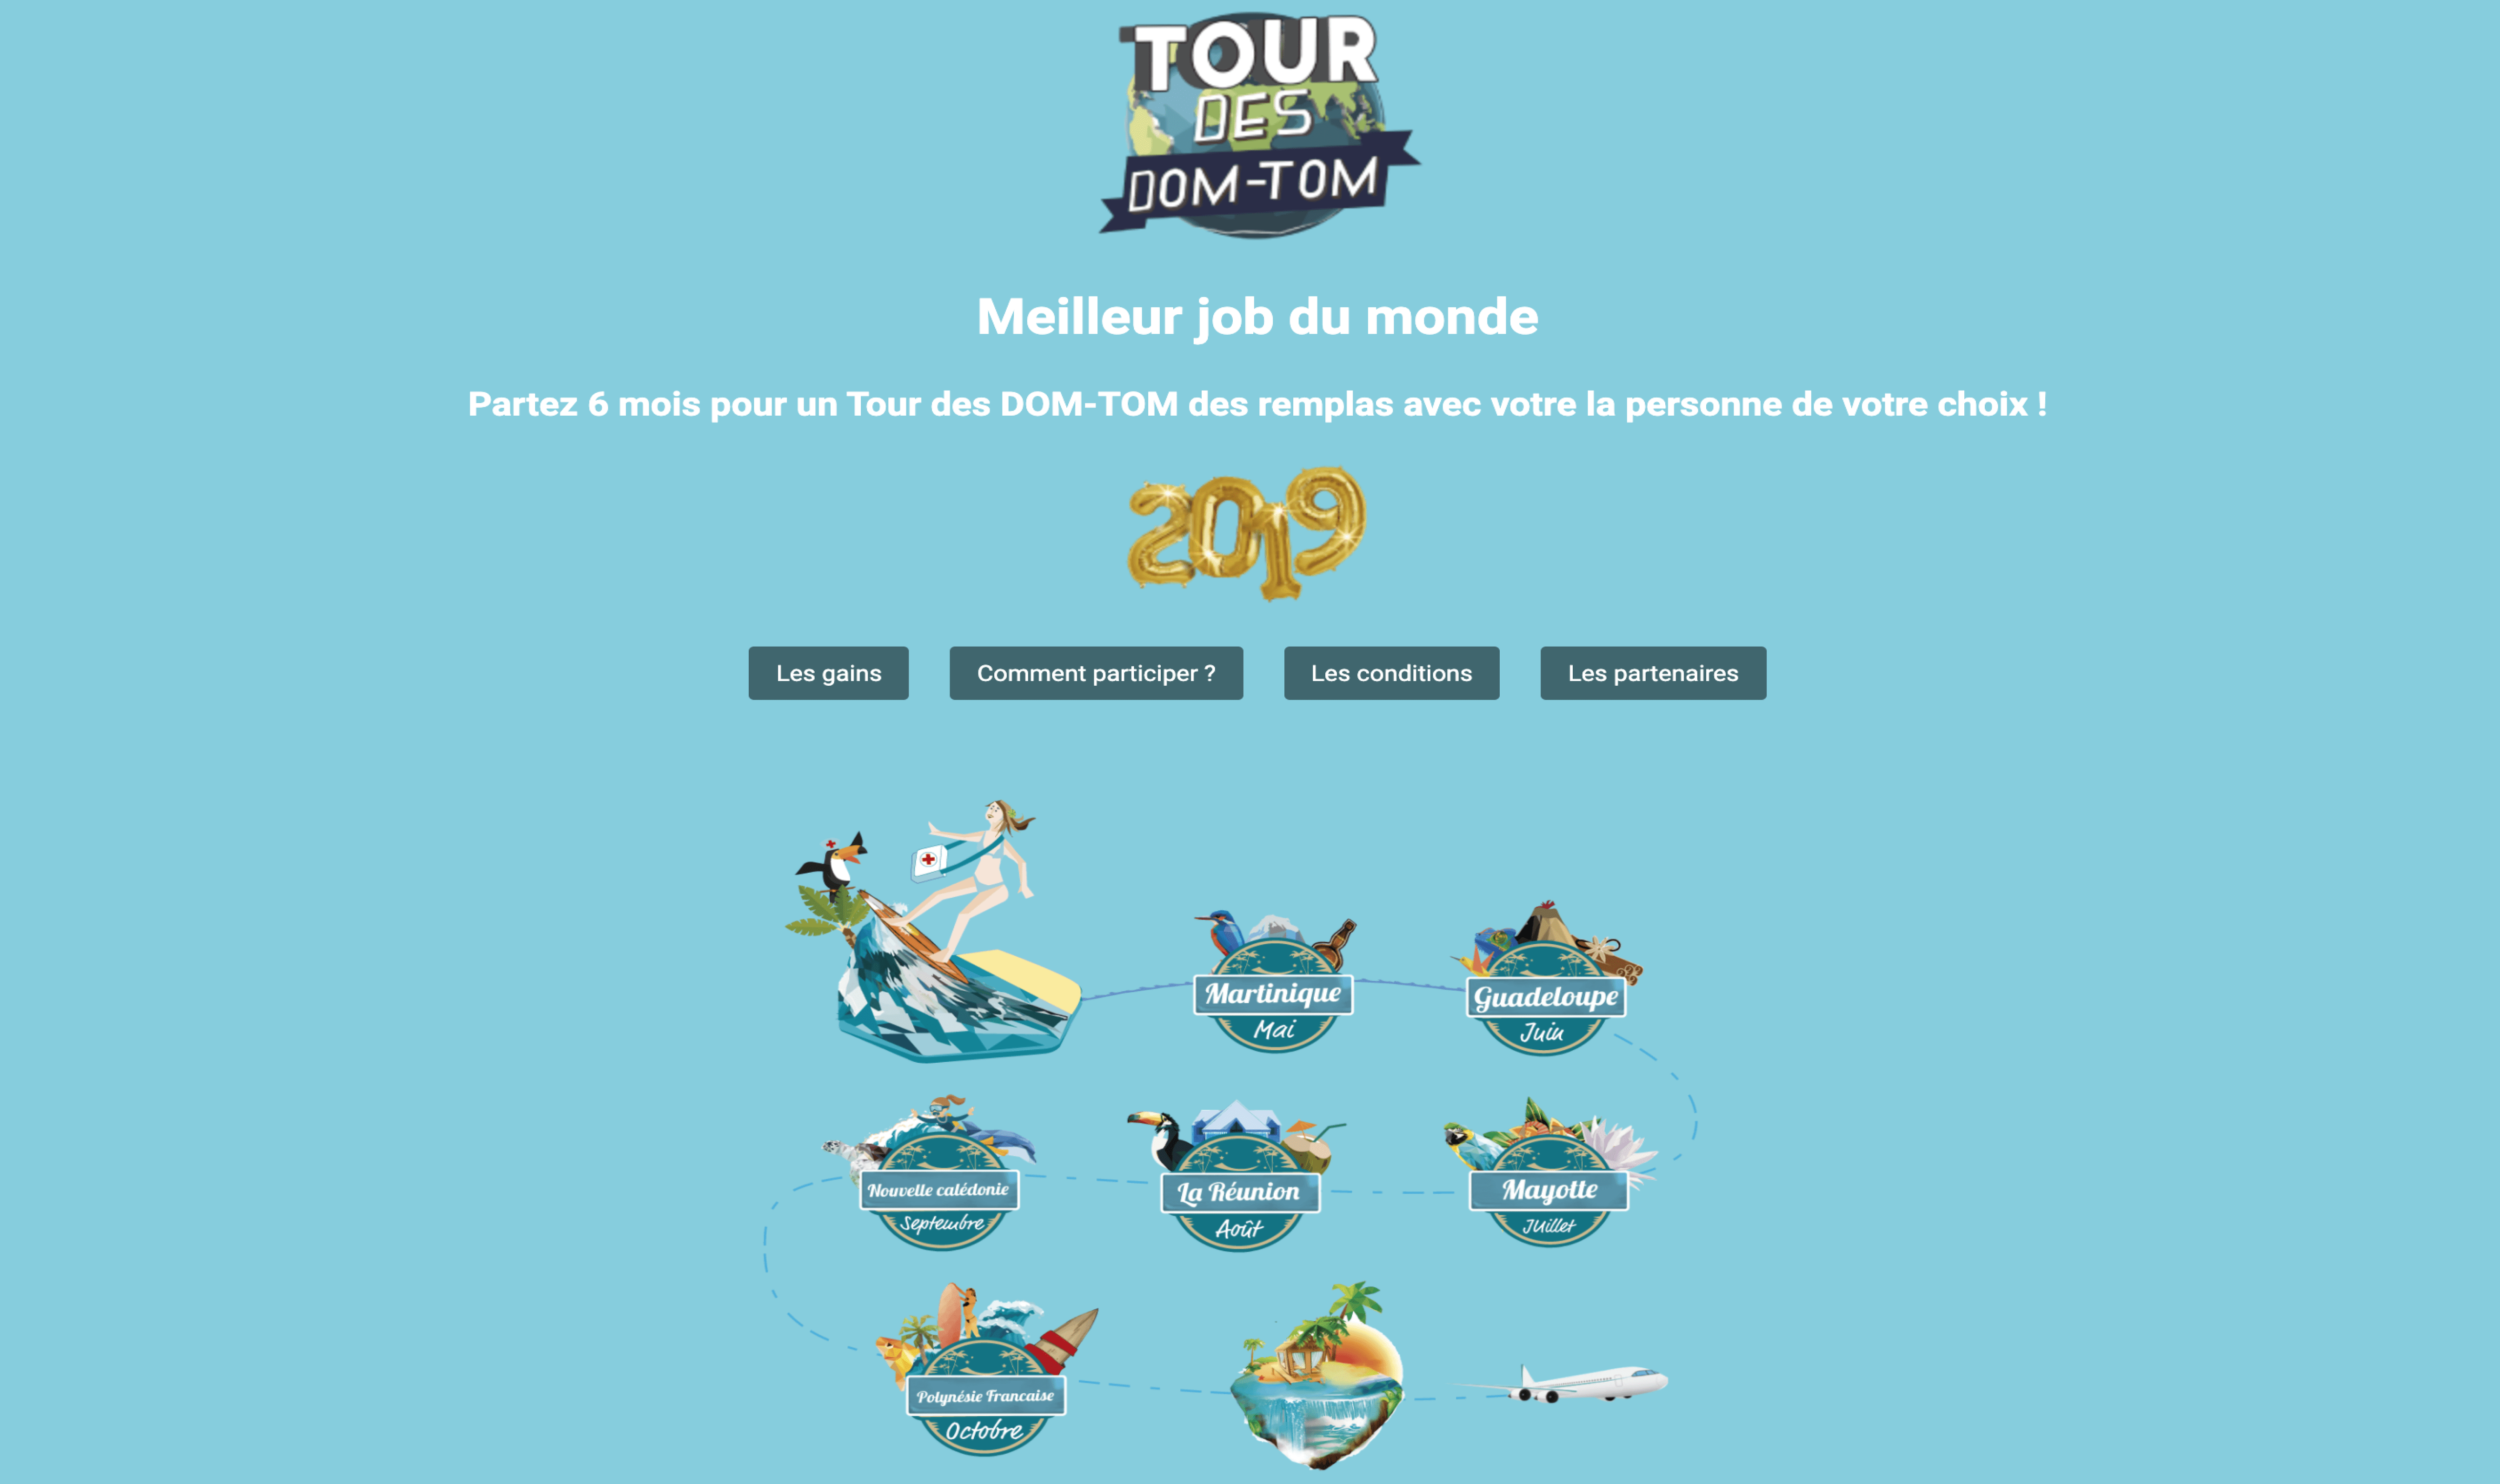 TOUR
DES
DOM-TOM
Meilleur job du monde
Partez 6 mois pour un Tour des DOM-TOM des remplas avec votre la personne de votre choix !
2019
Les gains
Comment participer ?
Les conditions
Les partenaires
Martinique
Mai
Guadeloupe
Juin
Nouvelle calédonie
Septembre
La Réunion
Août
Mayotte
JUillet
Polynésie Francaise
Octobre